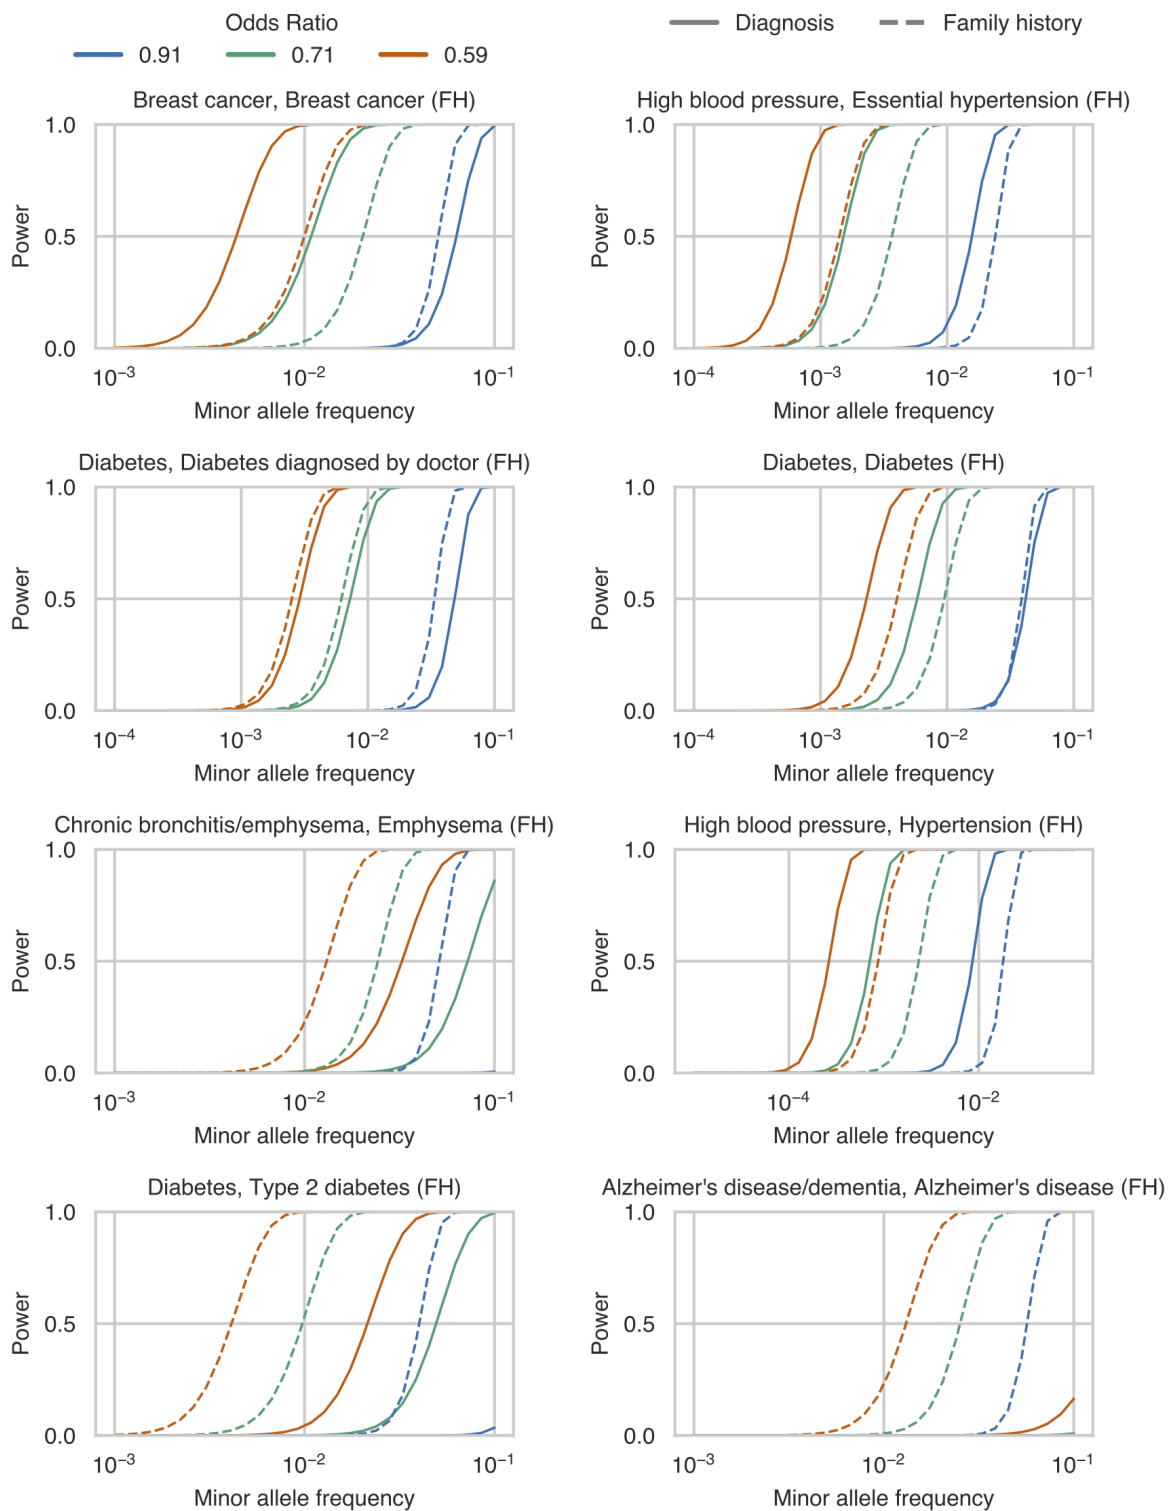 Odds Ratio
0.91 0.71 0.59
Diagnosis Family history
Breast cancer, Breast cancer (FH)
1.0
0.5
0.0
Power
10⁻³ 10⁻² 10⁻¹
Minor allele frequency
High blood pressure, Essential hypertension (FH)
1.0
0.5
0.0
Power
10⁻⁴ 10⁻³ 10⁻² 10⁻¹
Minor allele frequency
Diabetes, Diabetes diagnosed by doctor (FH)
1.0
0.5
0.0
Power
10⁻⁴ 10⁻³ 10⁻² 10⁻¹
Minor allele frequency
Diabetes, Diabetes (FH)
1.0
0.5
0.0
Power
10⁻⁴ 10⁻³ 10⁻² 10⁻¹
Minor allele frequency
Chronic bronchitis/emphysema, Emphysema (FH)
1.0
0.5
0.0
Power
10⁻³ 10⁻² 10⁻¹
Minor allele frequency
High blood pressure, Hypertension (FH)
1.0
0.5
0.0
Power
10⁻⁴ 10⁻²
Minor allele frequency
Diabetes, Type 2 diabetes (FH)
1.0
0.5
0.0
Power
10⁻³ 10⁻² 10⁻¹
Minor allele frequency
Alzheimer's disease/dementia, Alzheimer's disease (FH)
1.0
0.5
0.0
Power
10⁻³ 10⁻² 10⁻¹
Minor allele frequency